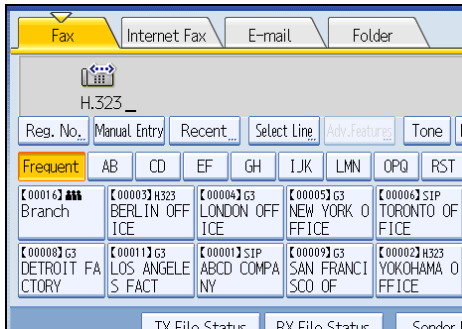 Fax Internet Fax E-mail Folder
H.323_
Reg. No. Manual Entry Recent Select Line Adv.Features Tone
Frequent AB CD EF GH IJK LMN OPQ RST
【00016】 【00003】H323 【00004】G3 【00005】G3 【00006】SIP
Branch BERLIN OFF LONDON OFF NEW YORK O TORONTO OF
ICE ICE FFICE FICE
【00008】G3 【00011】G3 【00001】SIP 【00009】G3 【00002】H323
DETROIT FA LOS ANGELE ABCD COMPA SAN FRANCI YOKOHAMA O
CTORY S FACT NY SCO OF FFICE
TX File Status RX File Status Sender